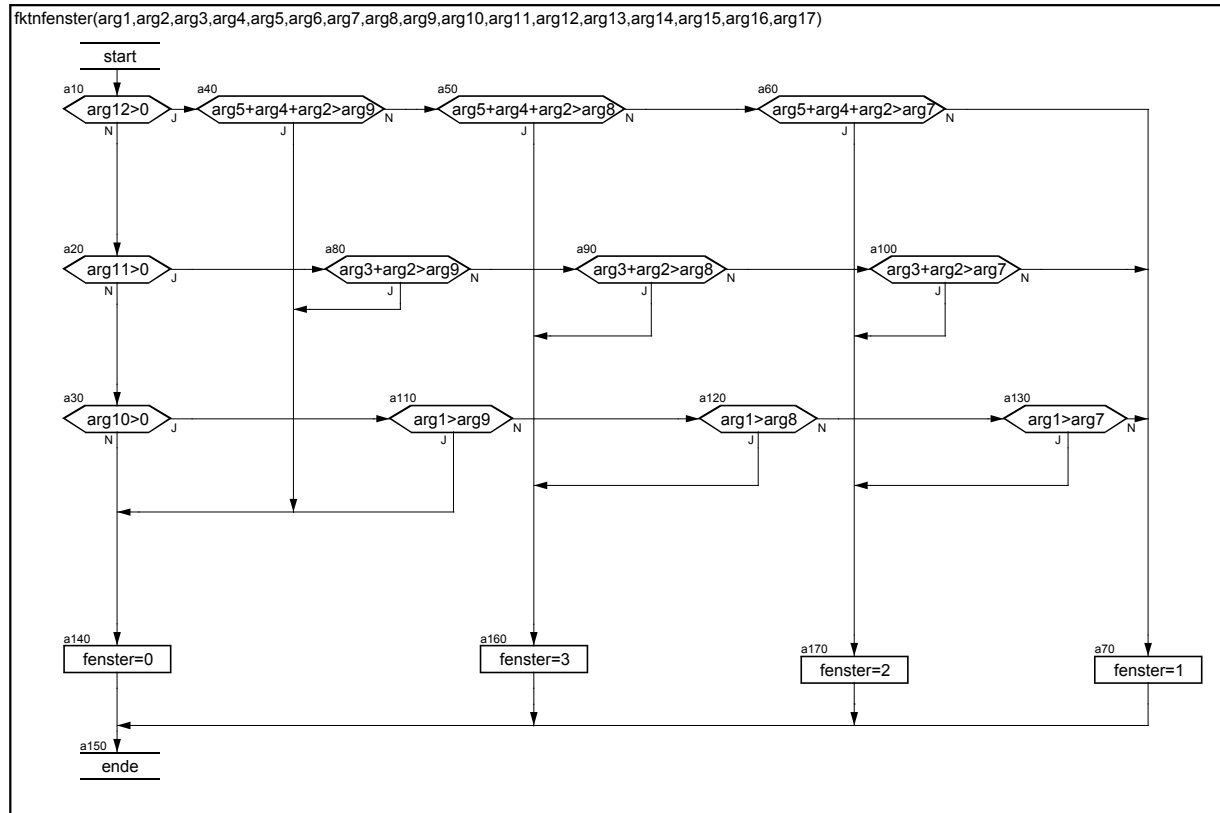 fktnfenster(arg1,arg2,arg3,arg4,arg5,arg6,arg7,arg8,arg9,arg10,arg11,arg12,arg13,arg14,arg15,arg16,arg17)
start
a10
arg12>0
J
N
a40
arg5+arg4+arg2>arg9
N
J
a50
arg5+arg4+arg2>arg8
N
J
a60
arg5+arg4+arg2>arg7
N
J
a20
arg11>0
J
N
a80
arg3+arg2>arg9
N
J
a90
arg3+arg2>arg8
N
J
a100
arg3+arg2>arg7
N
J
a30
arg10>0
J
N
a110
arg1>arg9
N
J
a120
arg1>arg8
N
J
a130
arg1>arg7
N
J
a140
fenster=0
a160
fenster=3
a170
fenster=2
a70
fenster=1
a150
ende